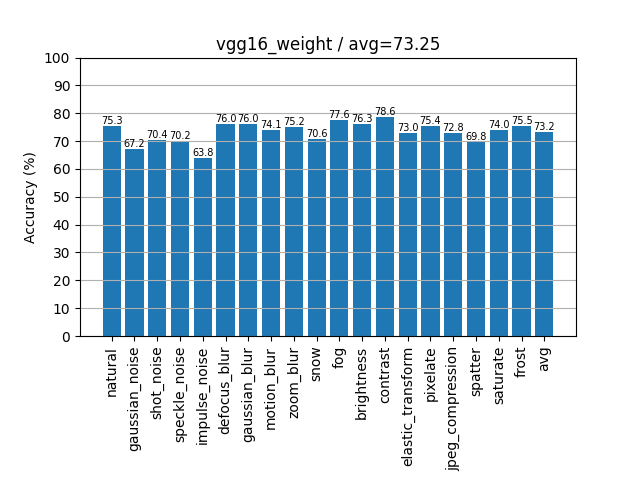 vgg16_weight / avg=73.25
Accuracy (%)
100
90
80
70
60
50
40
30
20
10
0
75.3
67.2
70.4
70.2
63.8
76.0
76.0
74.1
75.2
70.6
77.6
76.3
78.6
73.0
75.4
72.8
69.8
74.0
75.5
73.2
natural
gaussian_noise
shot_noise
speckle_noise
impulse_noise
defocus_blur
gaussian_blur
motion_blur
zoom_blur
snow
fog
brightness
contrast
elastic_transform
pixelate
jpeg_compression
spatter
saturate
frost
avg